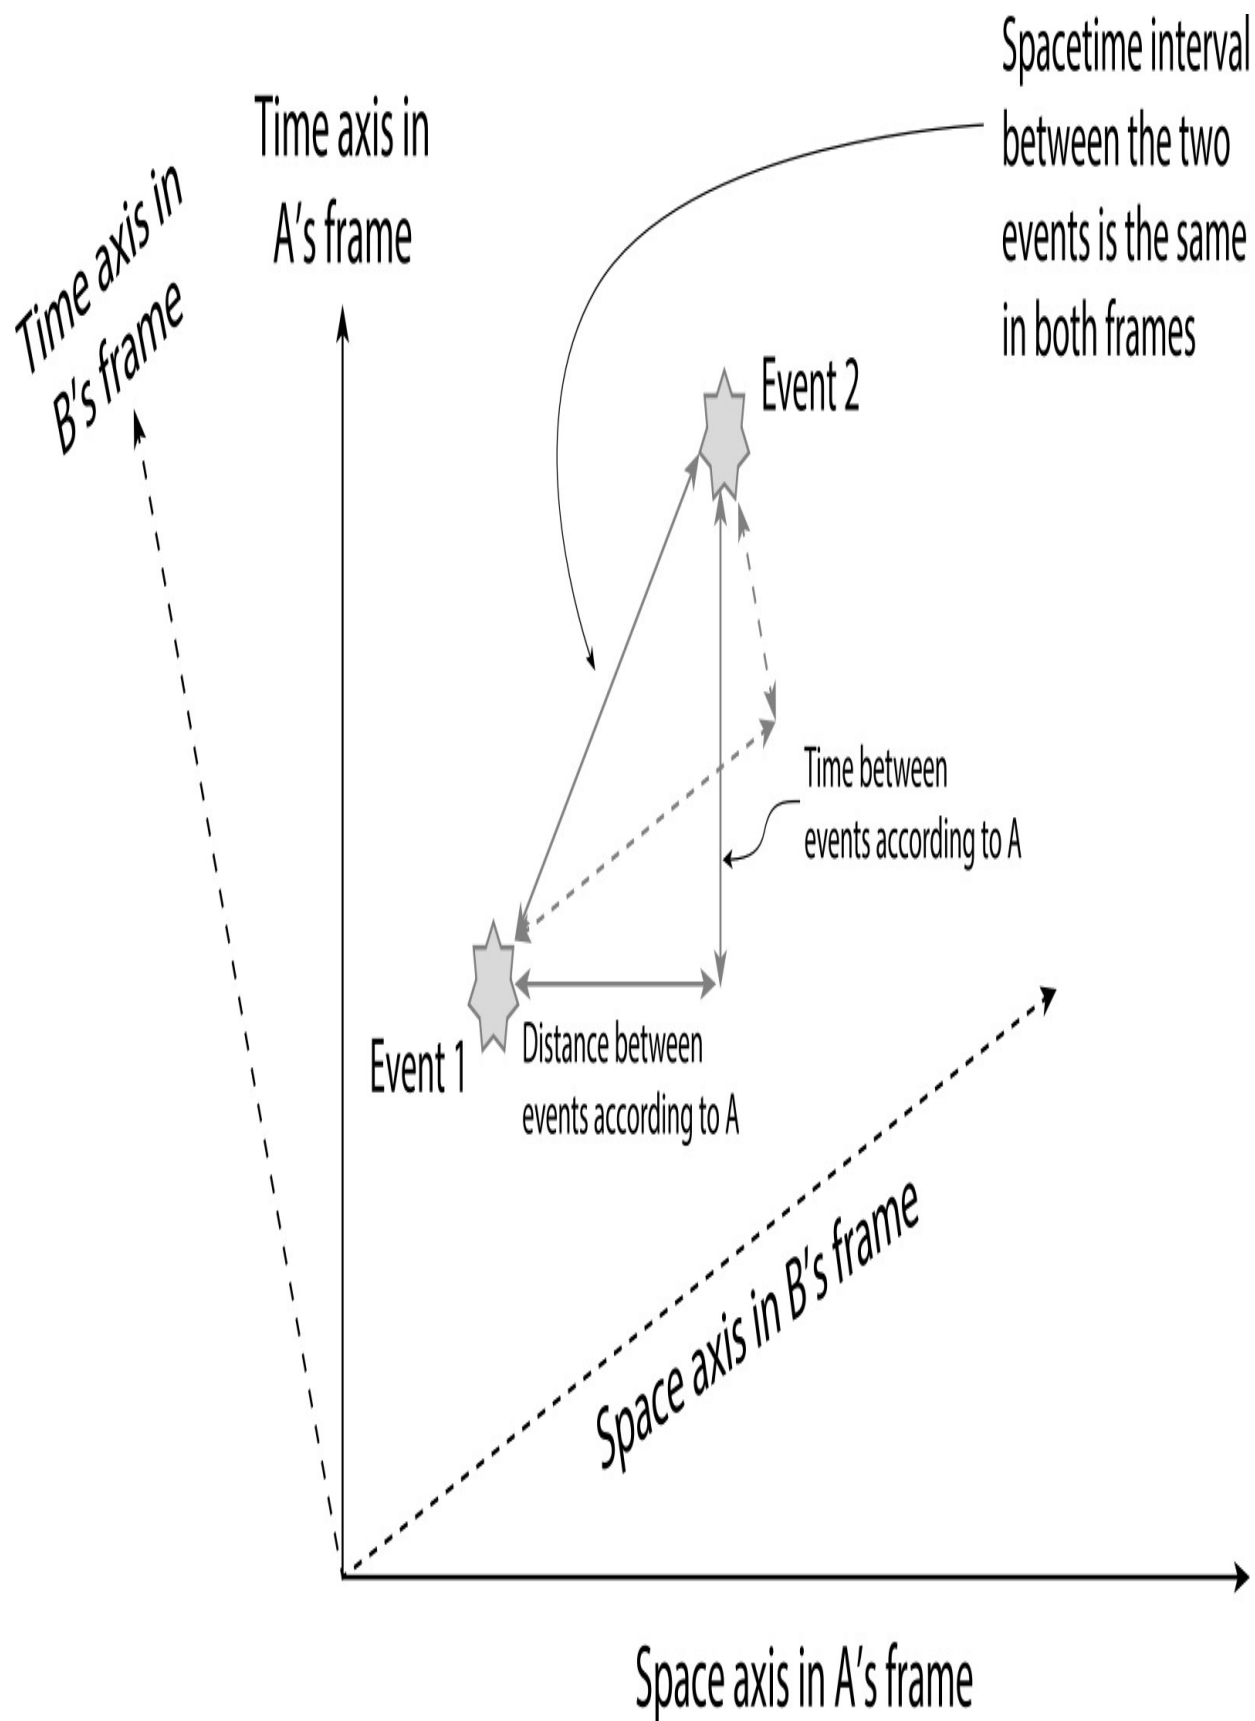 Spacetime interval
between the two
events is the same
in both frames
Time axis in
A's frame
Time axis in
B's frame
Event 2
Time between
events according to A
Event 1
Distance between
events according to A
Space axis in B's frame
Space axis in A's frame